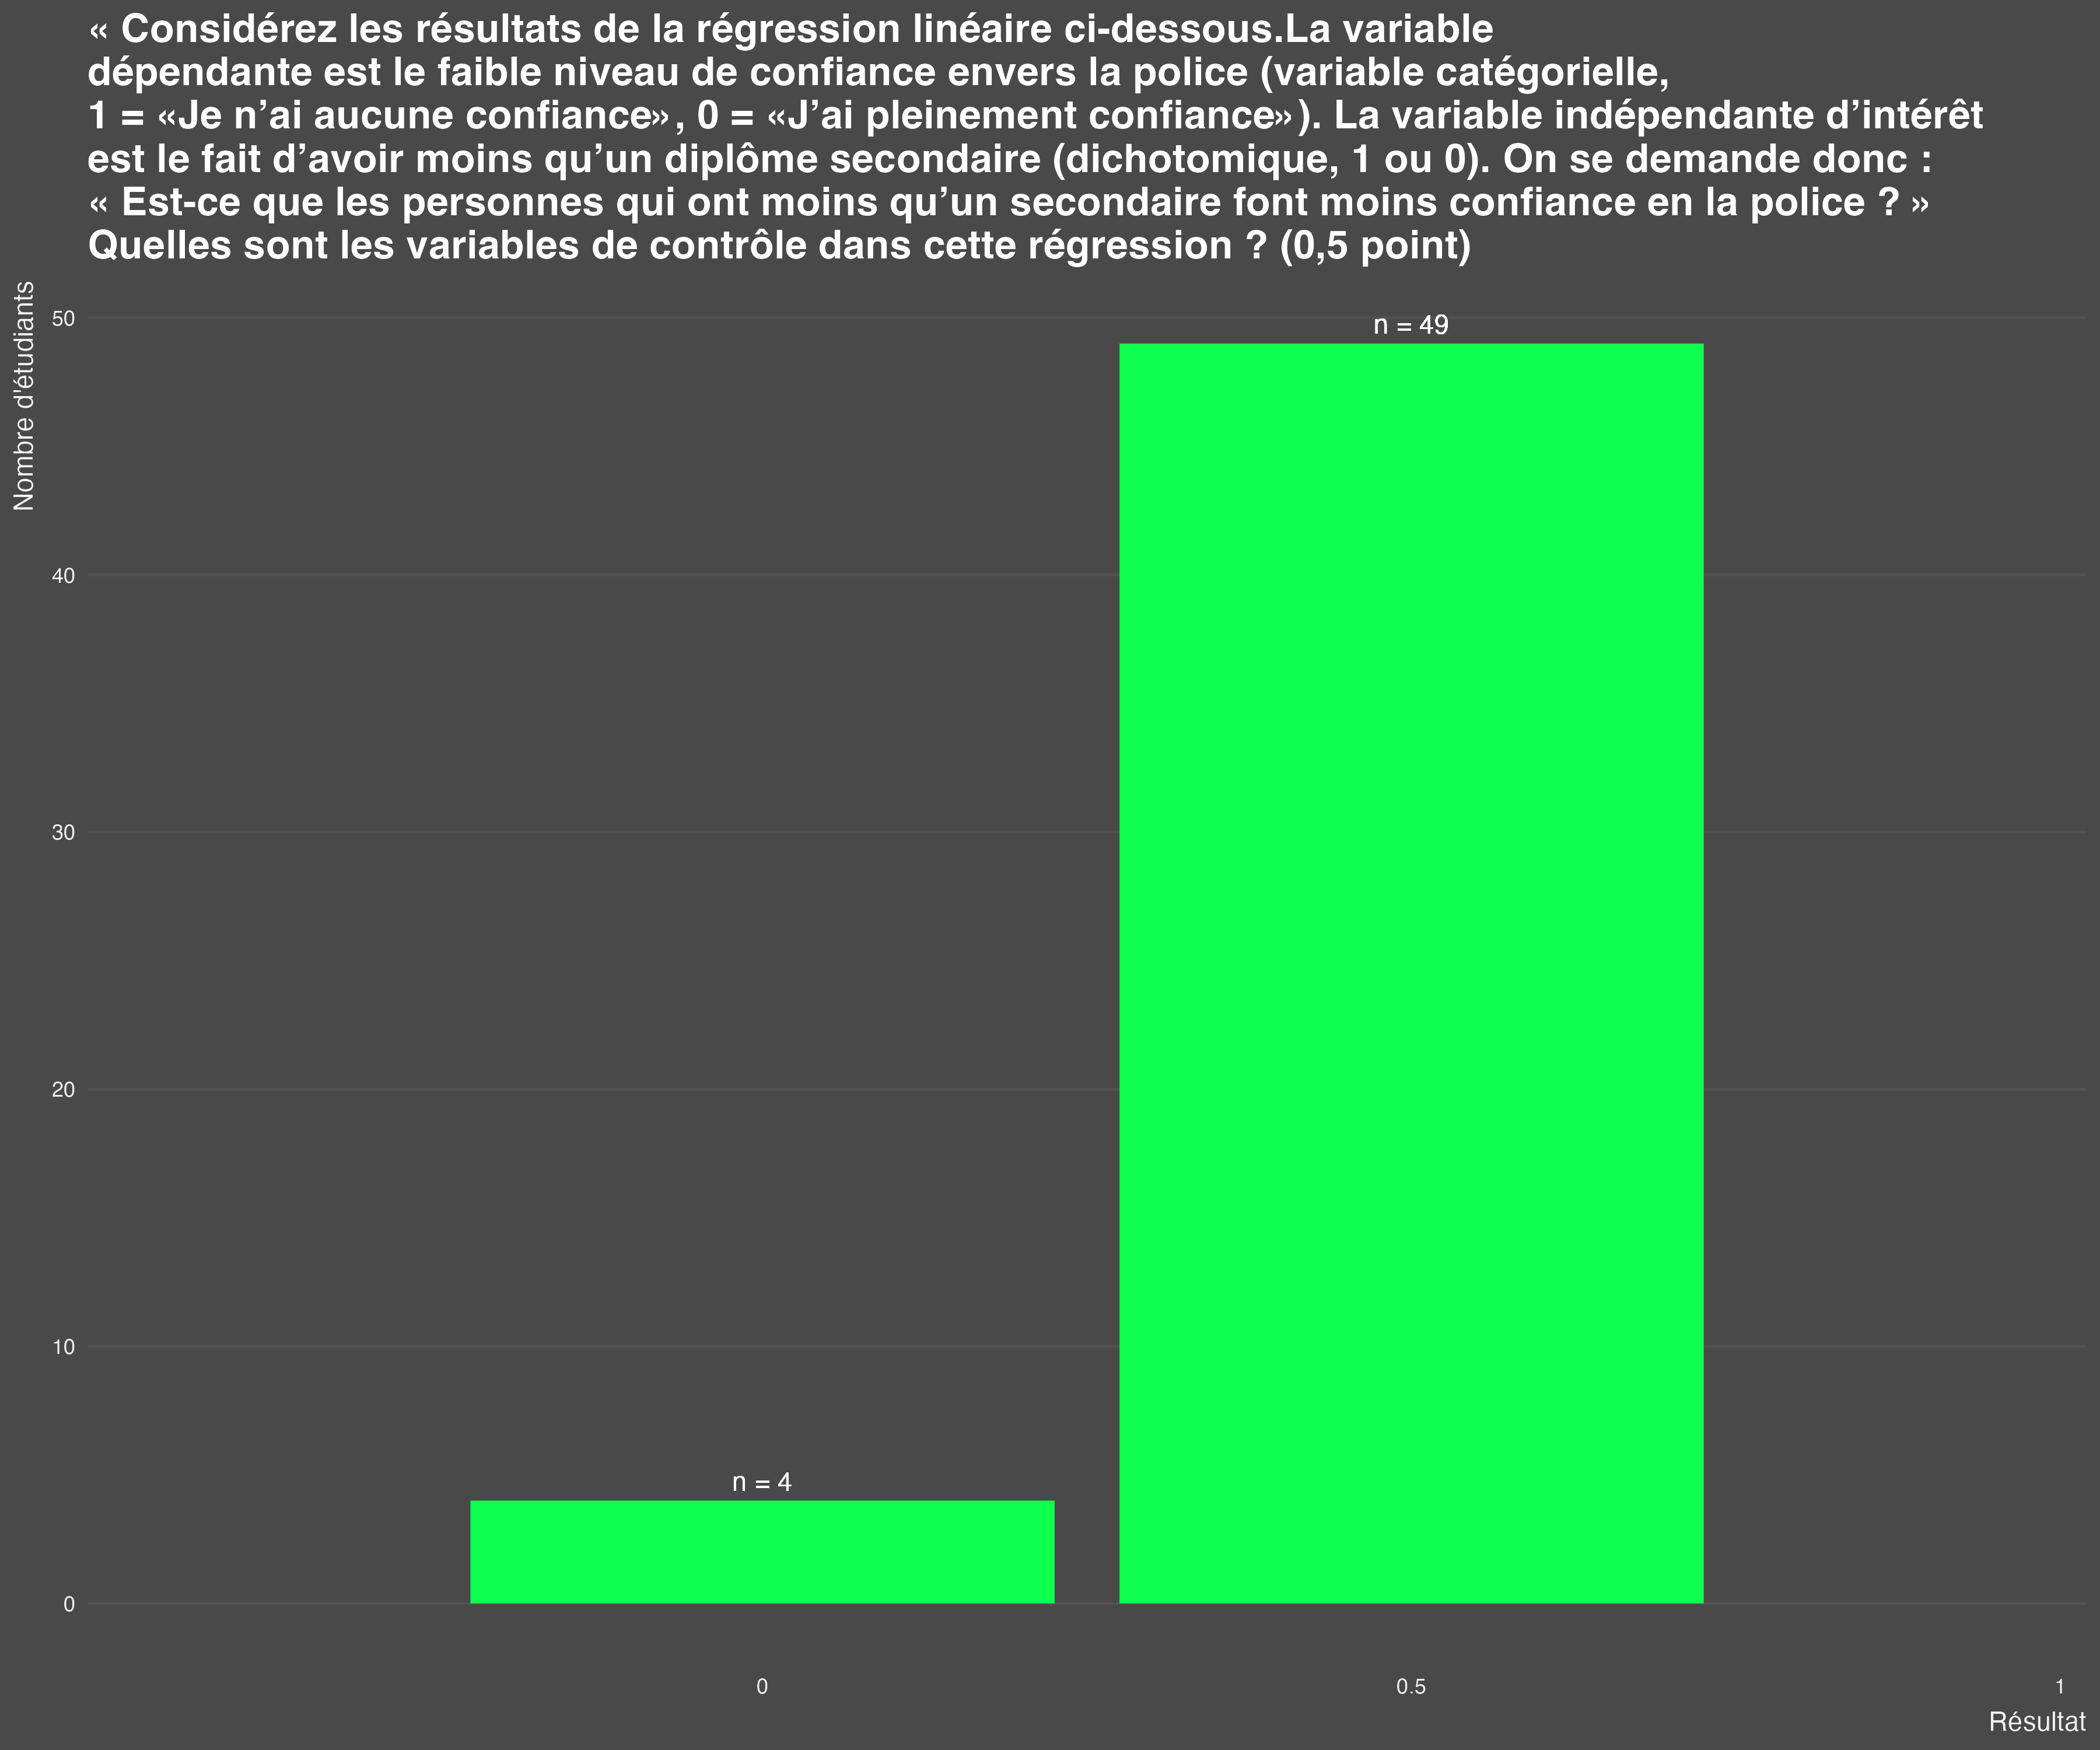 « Considérez les résultats de la régression linéaire ci-dessous.La variable
dépendante est le faible niveau de confiance envers la police (variable catégorielle,
1 = «Je n’ai aucune confiance», 0 = «J’ai pleinement confiance»). La variable indépendante d’intérêt
est le fait d’avoir moins qu’un diplôme secondaire (dichotomique, 1 ou 0). On se demande donc :
« Est-ce que les personnes qui ont moins qu’un secondaire font moins confiance en la police ? »
Quelles sont les variables de contrôle dans cette régression ? (0,5 point)
Nombre d'étudiants
50
n = 49
40
30
20
10
n = 4
0
0
0.5
1
Résultat